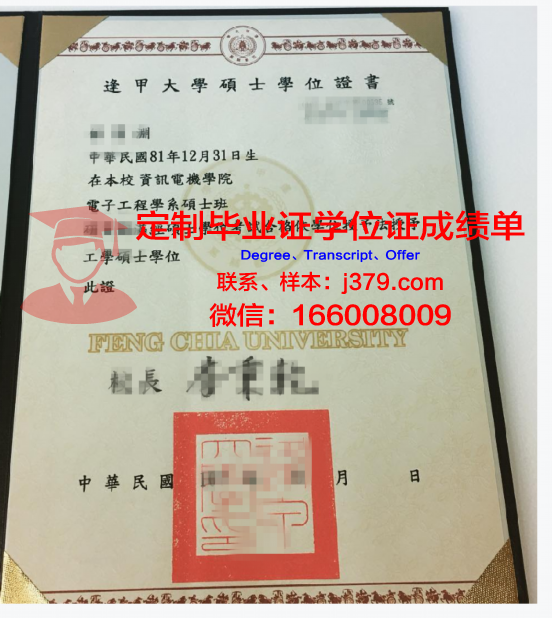 逢甲大學碩士學位證書
號
中華民國81年12月31日生
在本校資訊電機學院
電子工程學系碩士班
定制毕业证学位证成绩单
Degree、Transcript、Offer
工學碩士學位
联系、样本：j379.com
此證
微信：166008009
FENG CHIA UNIVERSITY
校長
中華民國 月 日